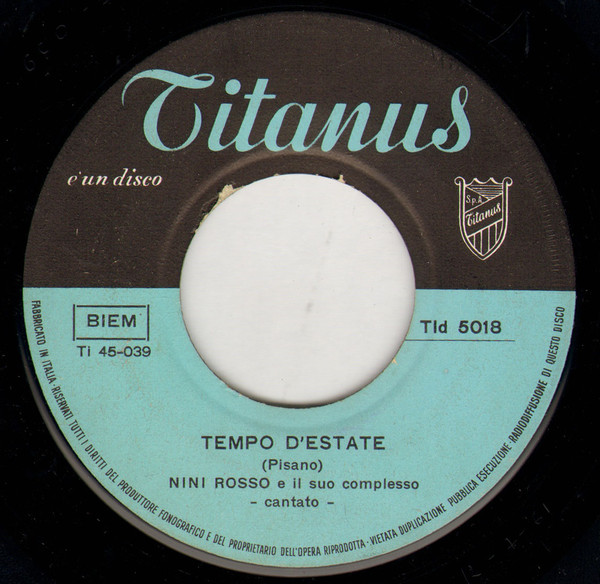 Titanus
e' un disco
S.p.A.
Titanus
BIEM
TI 45-039
Tld 5018
TEMPO D'ESTATE
(Pisano)
NINI ROSSO e il suo complesso
- cantato -
FABBRICATO IN ITALIA · RISERVATI TUTTI I DIRITTI DEL PRODUTTORE FONOGRAFICO E DEL PROPRIETARIO DELL'OPERA RIPRODOTTA · VIETATA DUPLICAZIONE PUBBLICA ESECUZIONE · RADIODIFFUSIONE DI QUESTO DISCO